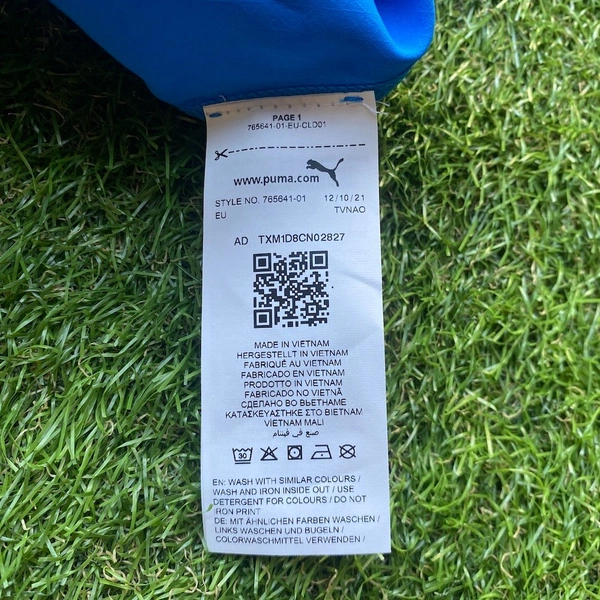 PAGE 1
765641-01-EU-CLD01
www.puma.com
STYLE NO. 765641-01 12/10/21
EU TVNAO
AD TXM1D8CN02827
MADE IN VIETNAM
HERGESTELLT IN VIETNAM
FABRIQUÉ AU VIETNAM
FABRICADO EN VIETNAM
PRODOTTO IN VIETNAM
FABRICADO NO VIETNÃ
СДЕЛАНО ВО ВЬЕТНАМЕ
ΚΑΤΑΣΚΕΥΑΣΤΗΚΕ ΣΤΟ ΒΙΕΤΝΑΜ
VİETNAM MALI
صنع في فيتنام
30
EN: WASH WITH SIMILAR COLOURS /
WASH AND IRON INSIDE OUT / USE
DETERGENT FOR COLOURS / DO NOT
IRON PRINT
DE: MIT ÄHNLICHEN FARBEN WASCHEN /
LINKS WASCHEN UND BUGELN /
COLORWASCHMITTEL VERWENDEN /